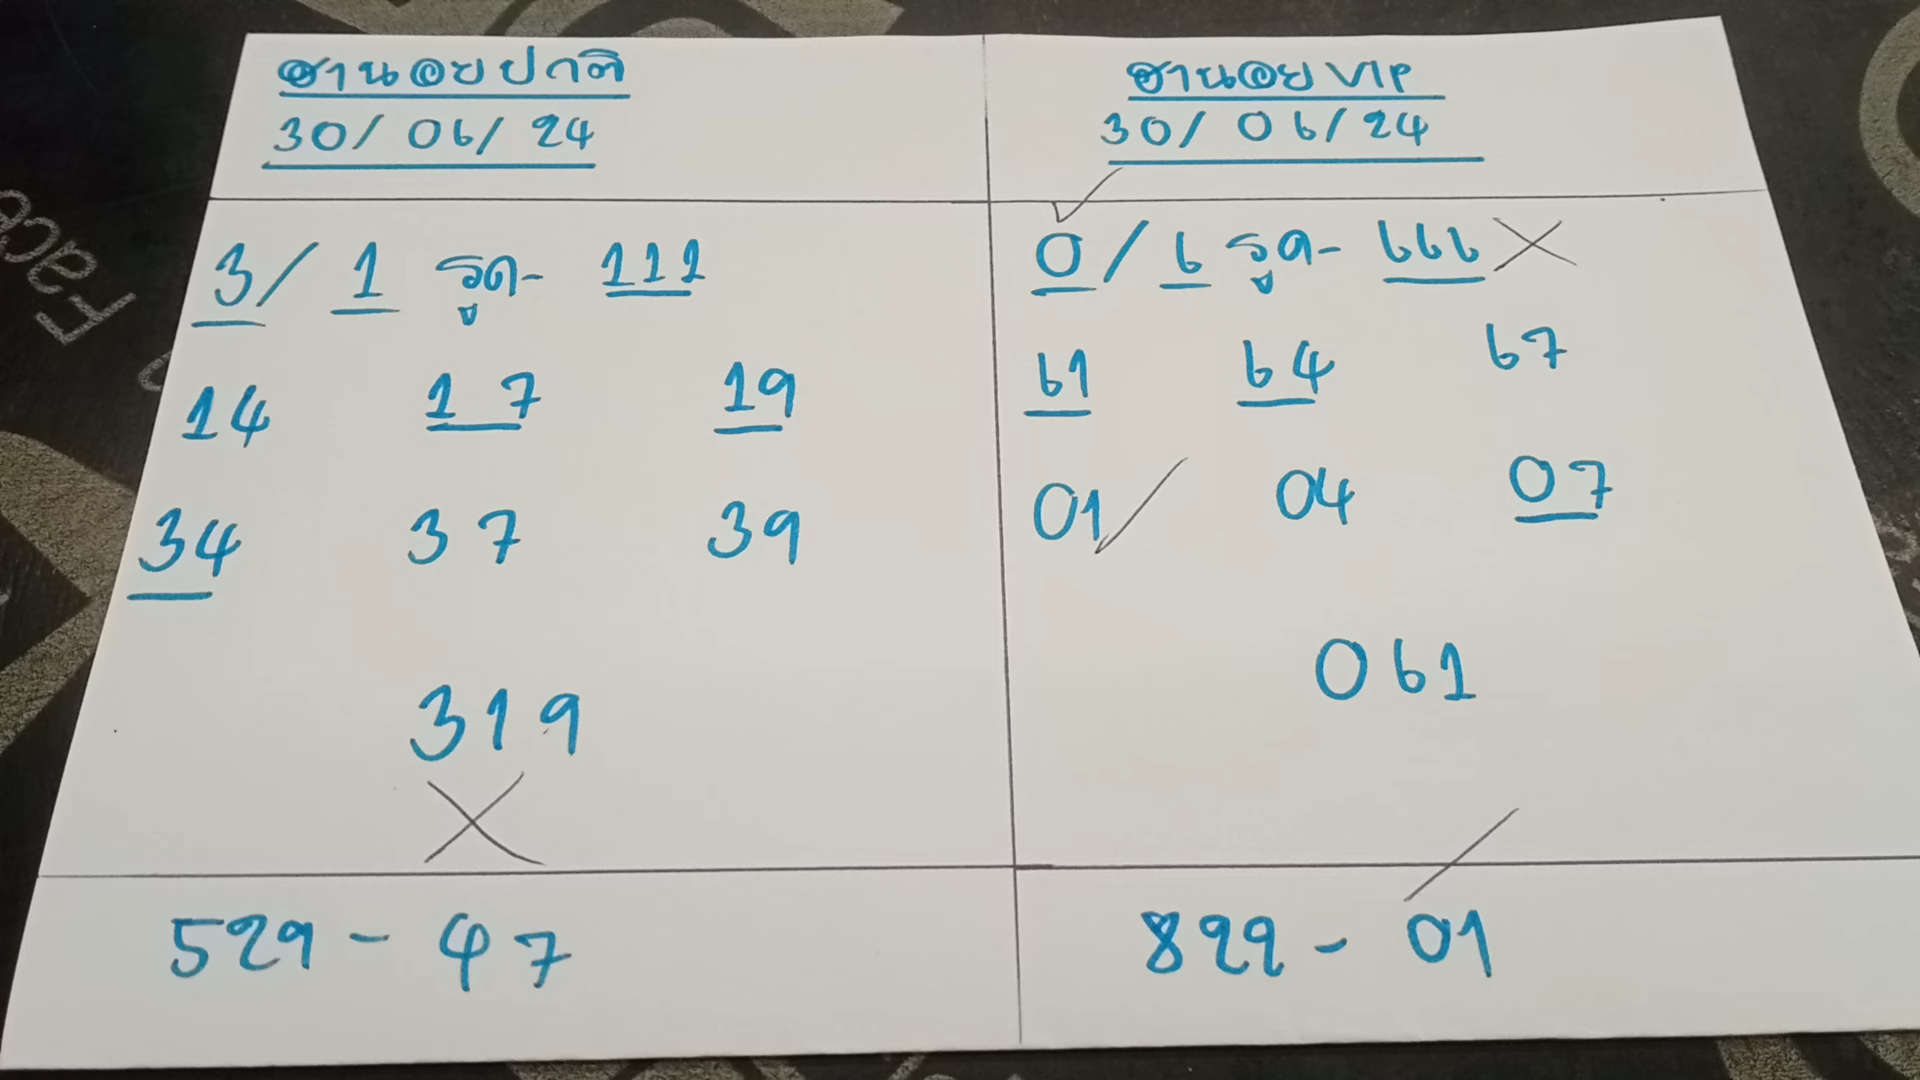 ฮานอยปกติ
30/ 06/ 24
3/ 1 รูด- 111
14 17 19
34 37 39
319
529 - 47
ฮานอย VIP
30/ 06/24
0/6 รูด- 666
61 64 67
01 04 07
061
822 - 01
Face